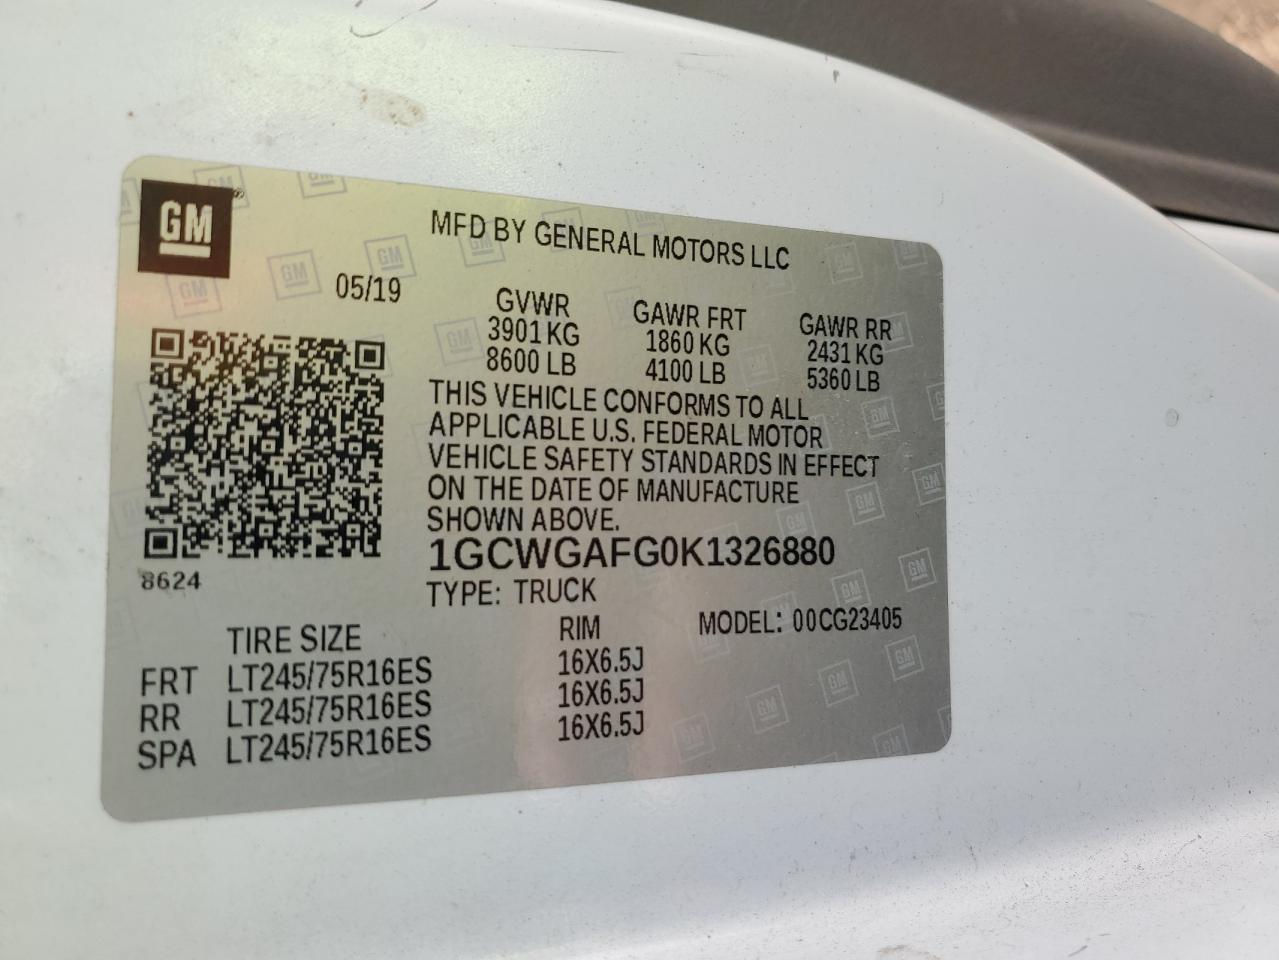 GM
MFD BY GENERAL MOTORS LLC
05/19
GVWR GAWR FRT GAWR RR
3901 KG 1860 KG 2431 KG
8600 LB 4100 LB 5360 LB
THIS VEHICLE CONFORMS TO ALL
APPLICABLE U.S. FEDERAL MOTOR
VEHICLE SAFETY STANDARDS IN EFFECT
ON THE DATE OF MANUFACTURE
SHOWN ABOVE.
1GCWGAFG0K1326880
8624
TYPE: TRUCK
MODEL: 00CG23405
TIRE SIZE RIM
FRT LT245/75R16ES 16X6.5J
RR LT245/75R16ES 16X6.5J
SPA LT245/75R16ES 16X6.5J